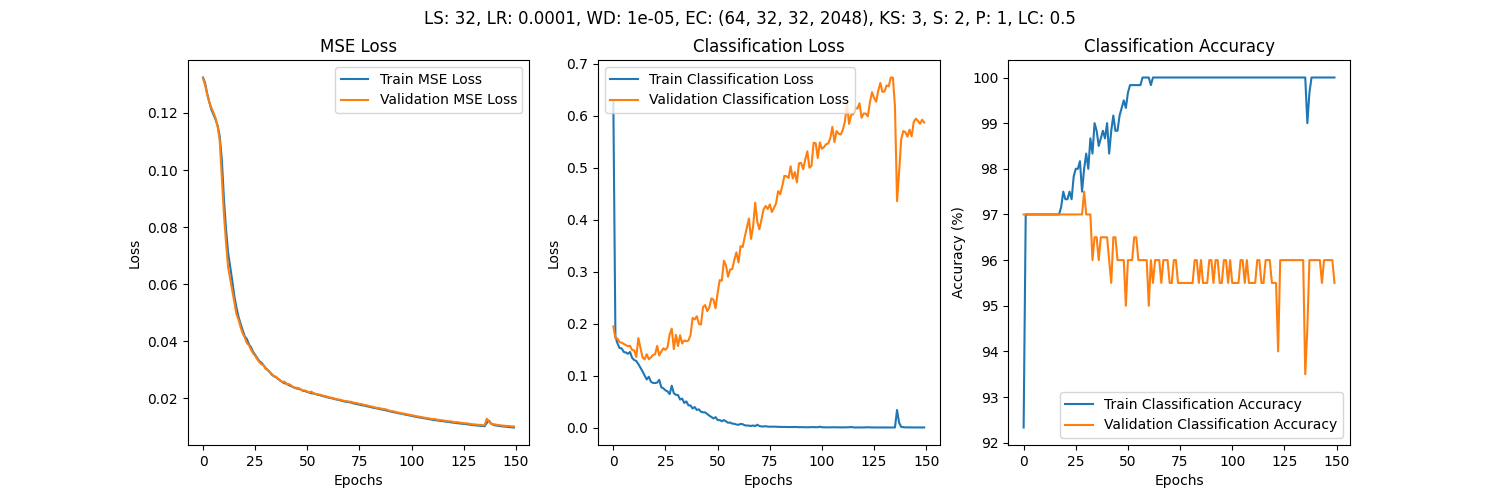 LS: 32, LR: 0.0001, WD: 1e-05, EC: (64, 32, 32, 2048), KS: 3, S: 2, P: 1, LC: 0.5
MSE Loss
Train MSE Loss
Validation MSE Loss
Loss
0.12
0.10
0.08
0.06
0.04
0.02
0 25 50 75 100 125 150
Epochs
Classification Loss
Train Classification Loss
Validation Classification Loss
Loss
0.7
0.6
0.5
0.4
0.3
0.2
0.1
0.0
0 25 50 75 100 125 150
Epochs
Classification Accuracy
Accuracy (%)
100
99
98
97
96
95
94
93
92
Train Classification Accuracy
Validation Classification Accuracy
0 25 50 75 100 125 150
Epochs